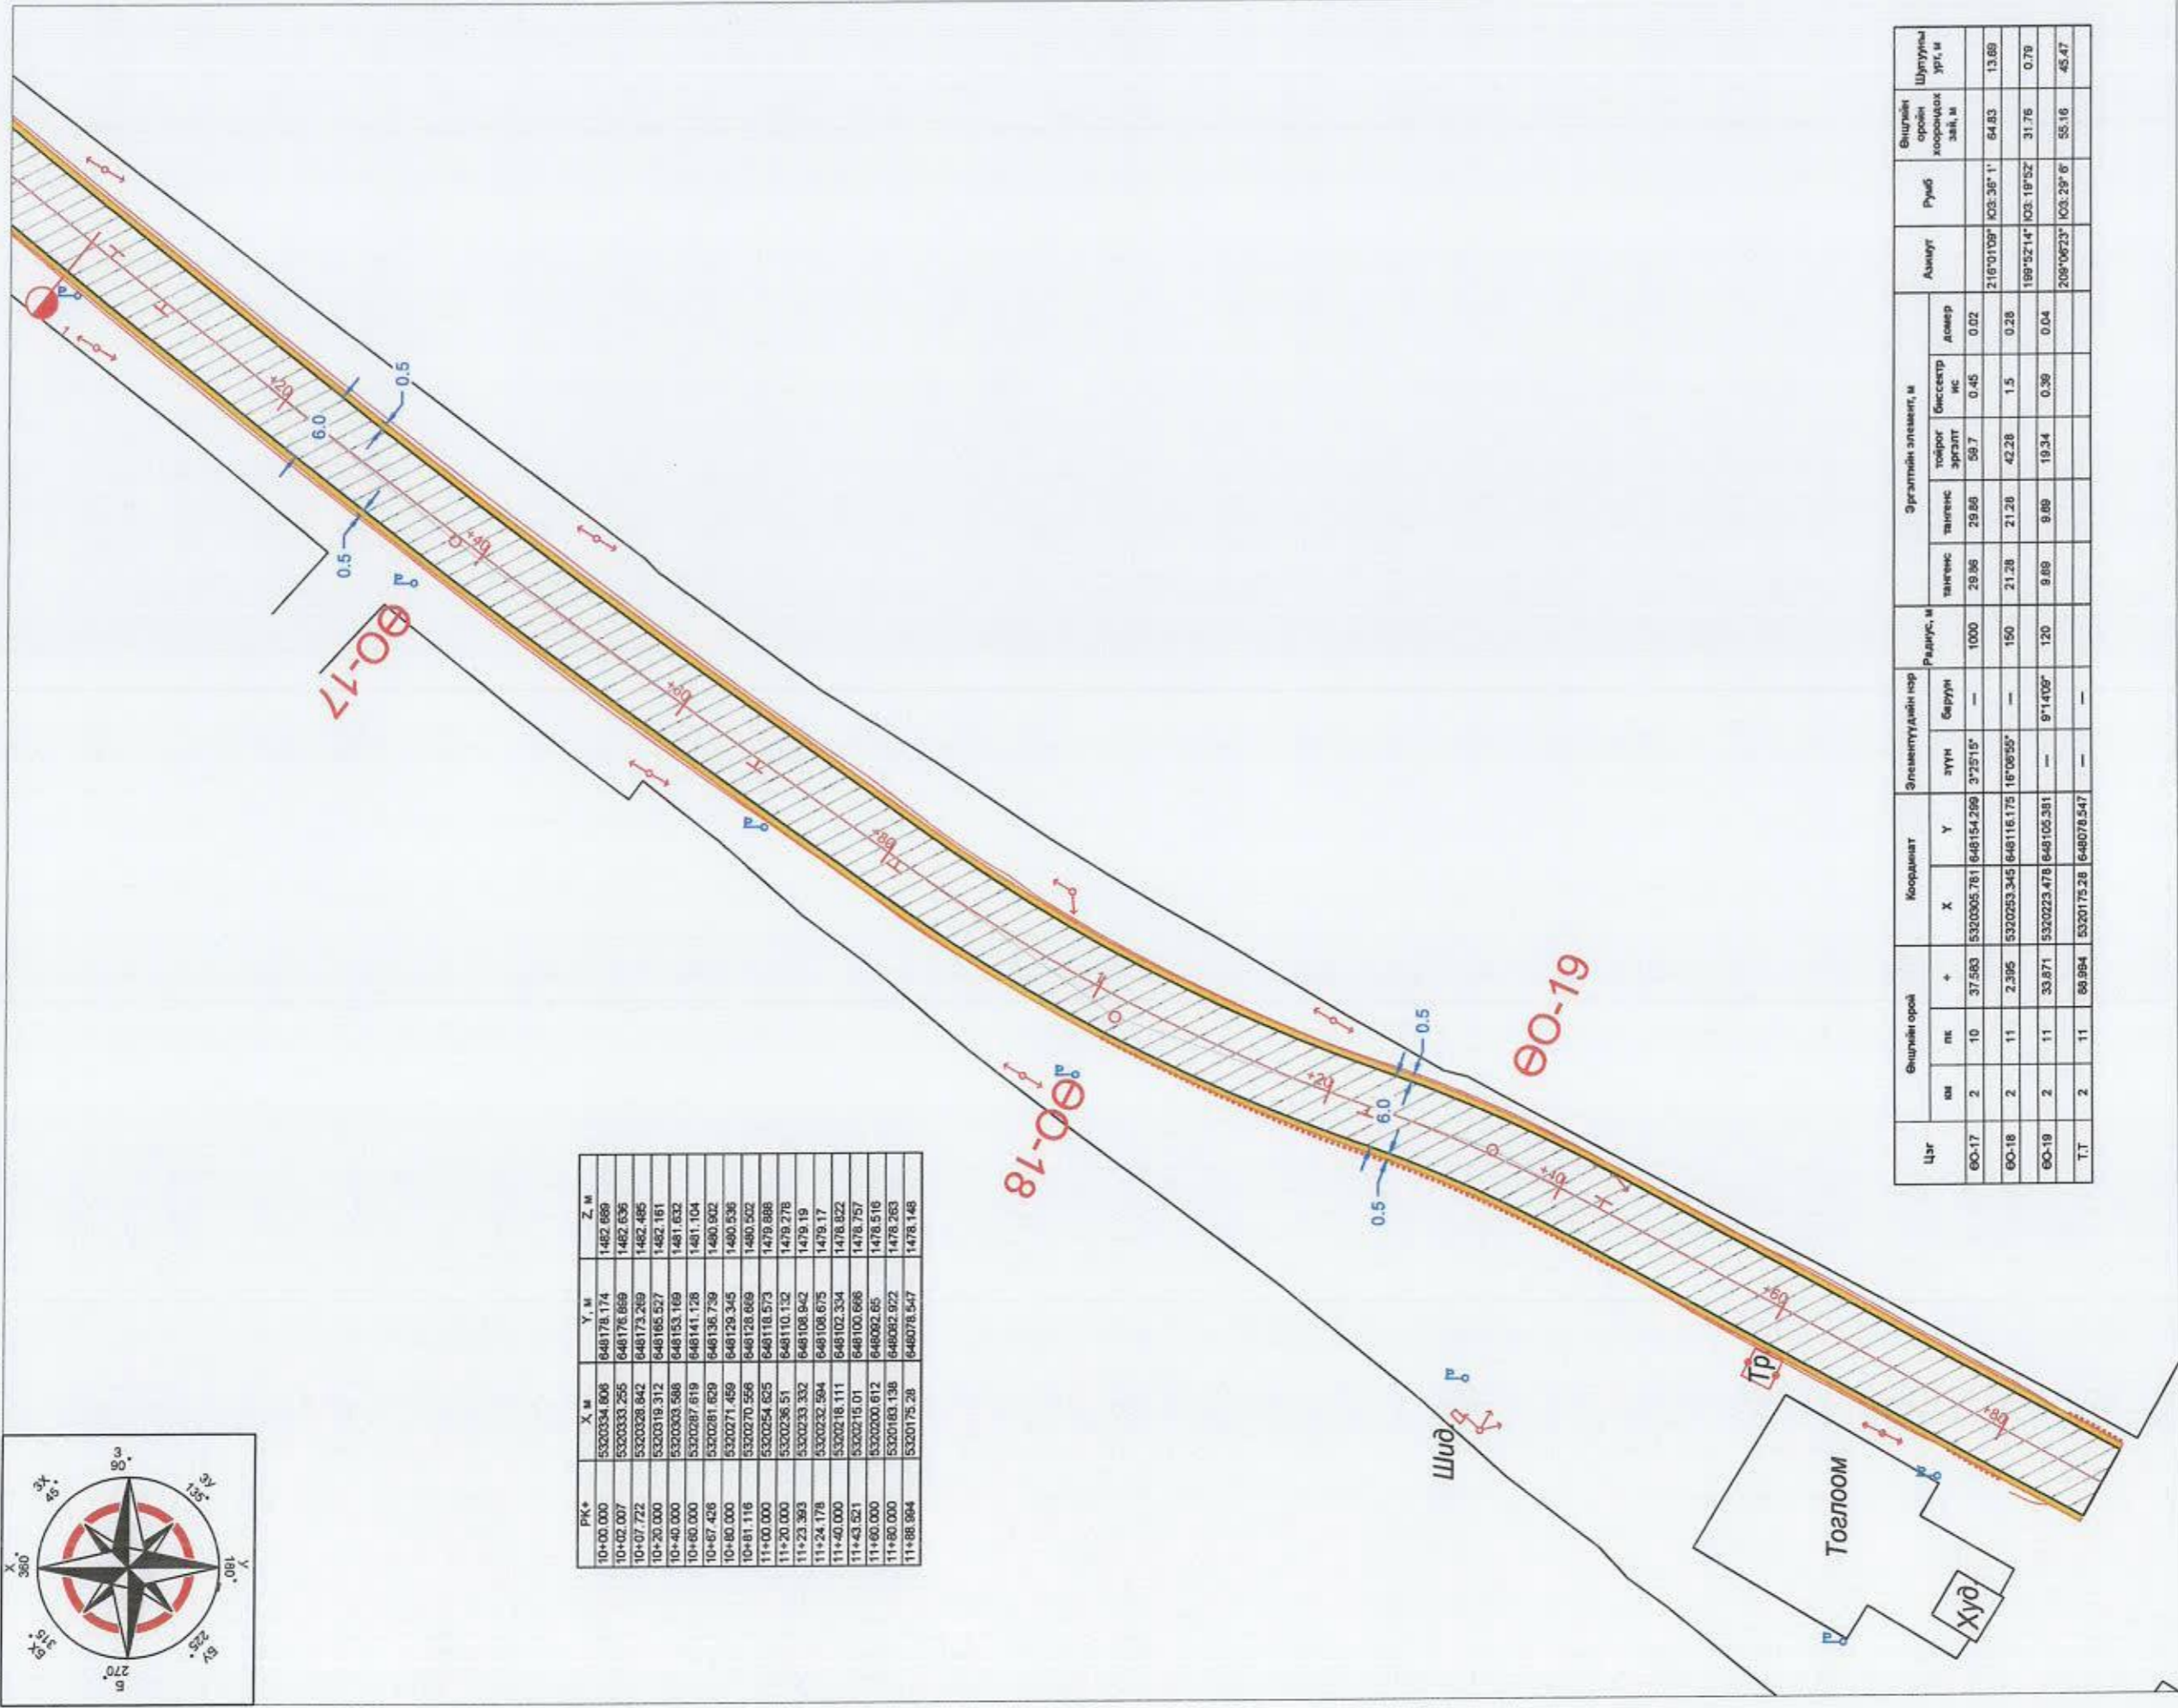 X
360°
ЗХ
45°
З
90°
ЗУ
135°
У
180°
БУ
225°
Б
270°
БХ
315°
1
+20
6.0
0.5
0.5
+40
ӨО-17
+60
+80
ӨО-18
+20
6.0
0.5
0.5
ӨО-19
+40
+60
+80
Тр
Шид
Тоглоом
Худ
РК+ X, м Y, м Z, м
10+00.000 5320334.806 648178.174 1482.689
10+02.007 5320333.255 648176.899 1482.636
10+07.722 5320328.842 648173.269 1482.485
10+20.000 5320319.312 648165.527 1482.161
10+40.000 5320303.588 648153.169 1481.632
10+60.000 5320287.619 648141.128 1481.104
10+67.426 5320281.629 648136.739 1480.902
10+80.000 5320271.459 648129.345 1480.536
10+81.116 5320270.556 648128.689 1480.502
11+00.000 5320254.625 648118.573 1479.888
11+20.000 5320236.51 648110.132 1479.278
11+23.393 5320233.332 648108.942 1479.19
11+24.178 5320232.594 648108.675 1479.17
11+40.000 5320218.111 648102.334 1478.822
11+43.521 5320215.01 648100.666 1478.757
11+60.000 5320200.612 648092.65 1478.516
11+80.000 5320183.138 648082.922 1478.263
11+88.994 5320175.28 648078.547 1478.148
Цэг Өнцгийн орой Координат Элементүүдийн нэр Радиус, м Эргэлтийн элемент, м Азимут Румб Өнцгийн оройн хоорондох зай, м Шулууны урт, м
км пк + X Y зүүн баруун тангенс тангенс тойрог эргэлт биссектрис домер
ӨО-17 2 10 37.583 5320305.781 648154.299 3°25'15" — 1000 29.86 29.86 59.7 0.45 0.02
216°01'09" ЮЗ: 36° 1' 64.83 13.69
ӨО-18 2 11 2.395 5320253.345 648116.175 16°08'55" — 150 21.28 21.28 42.28 1.5 0.28
199°52'14" ЮЗ: 19°52' 31.76 0.79
ӨО-19 2 11 33.871 5320223.478 648105.381 — 9°14'09" 120 9.69 9.69 19.34 0.39 0.04
209°06'23" ЮЗ: 29° 6' 55.16 45.47
Т.Т 2 11 88.994 5320175.28 648078.547 — —